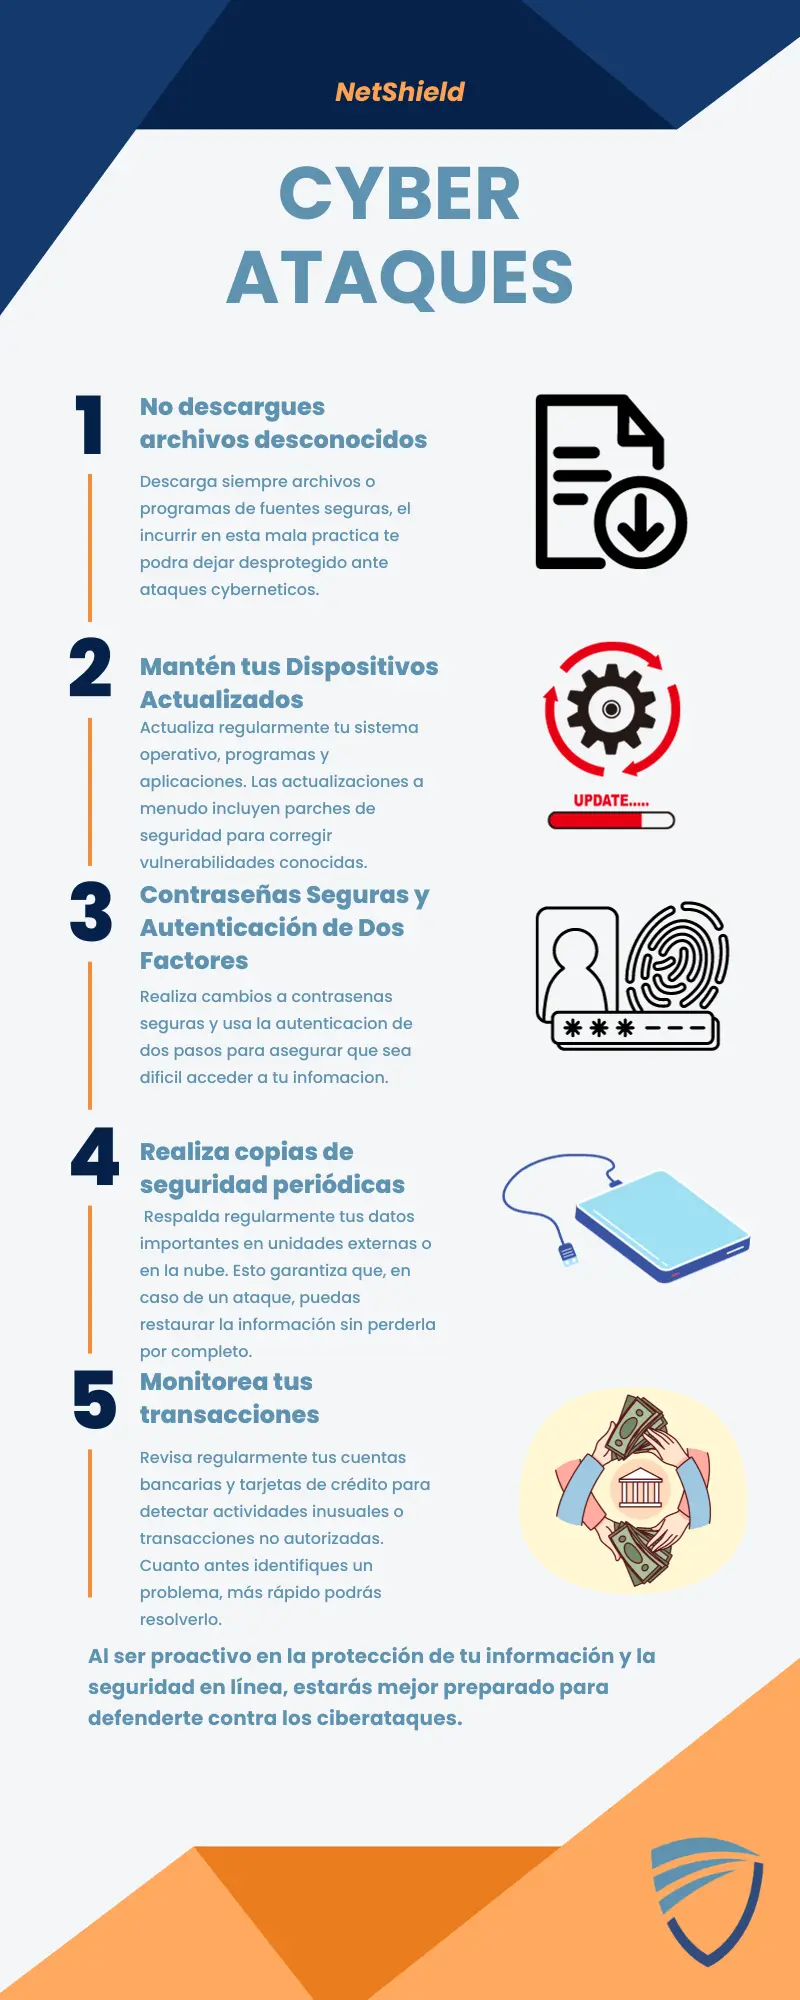 NetShield
CYBER
ATAQUES
1
No descargues
archivos desconocidos
Descarga siempre archivos o
programas de fuentes seguras, el
incurrir en esta mala practica te
podra dejar desprotegido ante
ataques cyberneticos.
2
Mantén tus Dispositivos
Actualizados
Actualiza regularmente tu sistema
operativo, programas y
aplicaciones. Las actualizaciones a
menudo incluyen parches de
seguridad para corregir
vulnerabilidades conocidas.
UPDATE.....
3
Contraseñas Seguras y
Autenticación de Dos
Factores
Realiza cambios a contrasenas
seguras y usa la autenticacion de
dos pasos para asegurar que sea
dificil acceder a tu infomacion.
4
Realiza copias de
seguridad periódicas
Respalda regularmente tus datos
importantes en unidades externas o
en la nube. Esto garantiza que, en
caso de un ataque, puedas
restaurar la información sin perderla
por completo.
5
Monitorea tus
transacciones
Revisa regularmente tus cuentas
bancarias y tarjetas de crédito para
detectar actividades inusuales o
transacciones no autorizadas.
Cuanto antes identifiques un
problema, más rápido podrás
resolverlo.
Al ser proactivo en la protección de tu información y la
seguridad en línea, estarás mejor preparado para
defenderte contra los ciberataques.